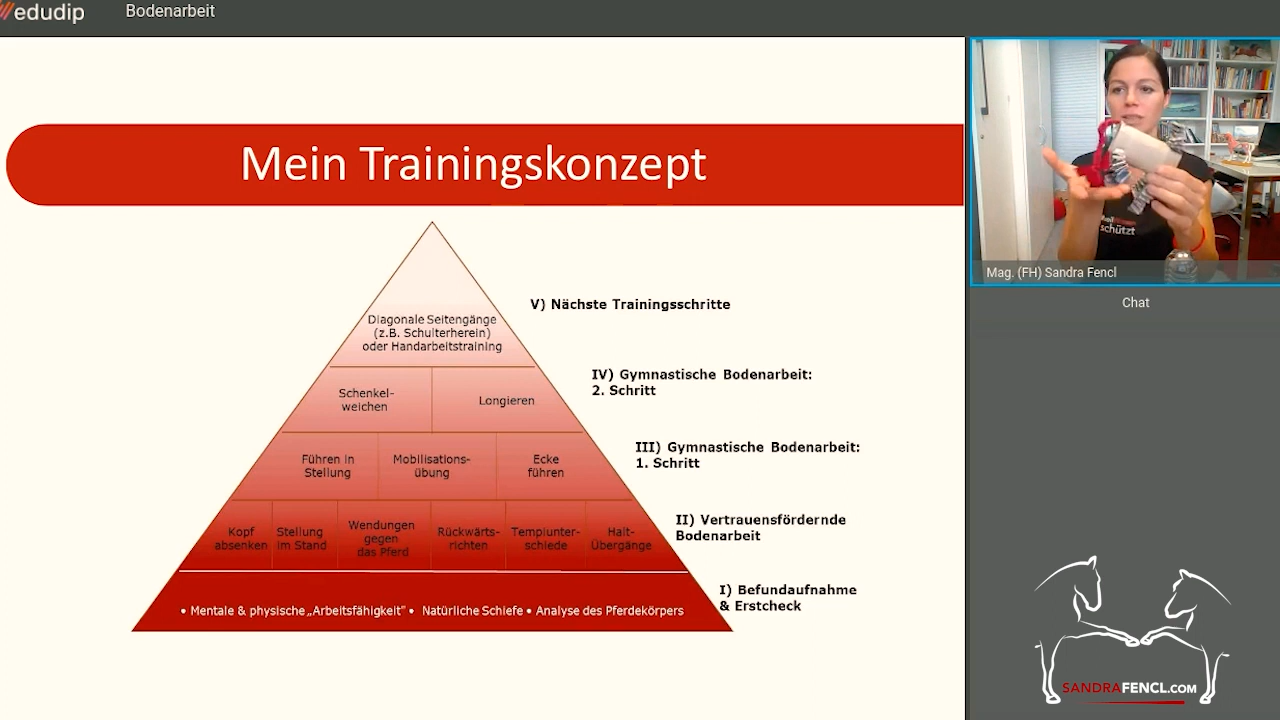 edudip
Bodenarbeit
Mein Trainingskonzept
Diagonale Seitengänge
(z.B. Schulterherein)
oder Handarbeitstraining
V) Nächste Trainingsschritte
Schenkel-
weichen
Longieren
IV) Gymnastische Bodenarbeit:
2. Schritt
Führen in
Stellung
Mobilisations-
übung
Ecke
führen
III) Gymnastische Bodenarbeit:
1. Schritt
Kopf
absenken
Stellung
im Stand
Wendungen
gegen
das Pferd
Rückwärts-
richten
Tempiunter-
schiede
Halt-
Übergänge
II) Vertrauensfördernde
Bodenarbeit
• Mentale & physische „Arbeitsfähigkeit" • Natürliche Schiefe • Analyse des Pferdekörpers
I) Befundaufnahme
& Erstcheck
schützt
Mag. (FH) Sandra Fencl
Chat
SANDRAFENCL.COM